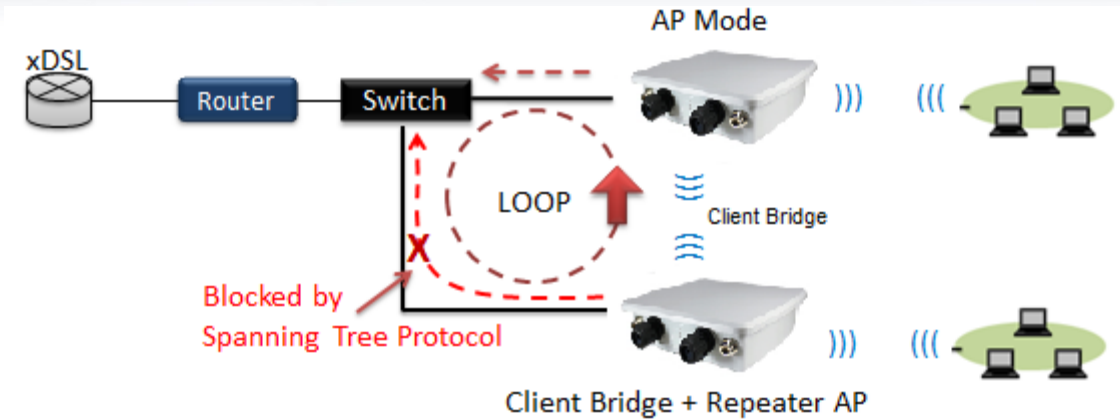 AP Mode
xDSL
Router
Switch
LOOP
Client Bridge
X
Blocked by
Spanning Tree Protocol
Client Bridge + Repeater AP